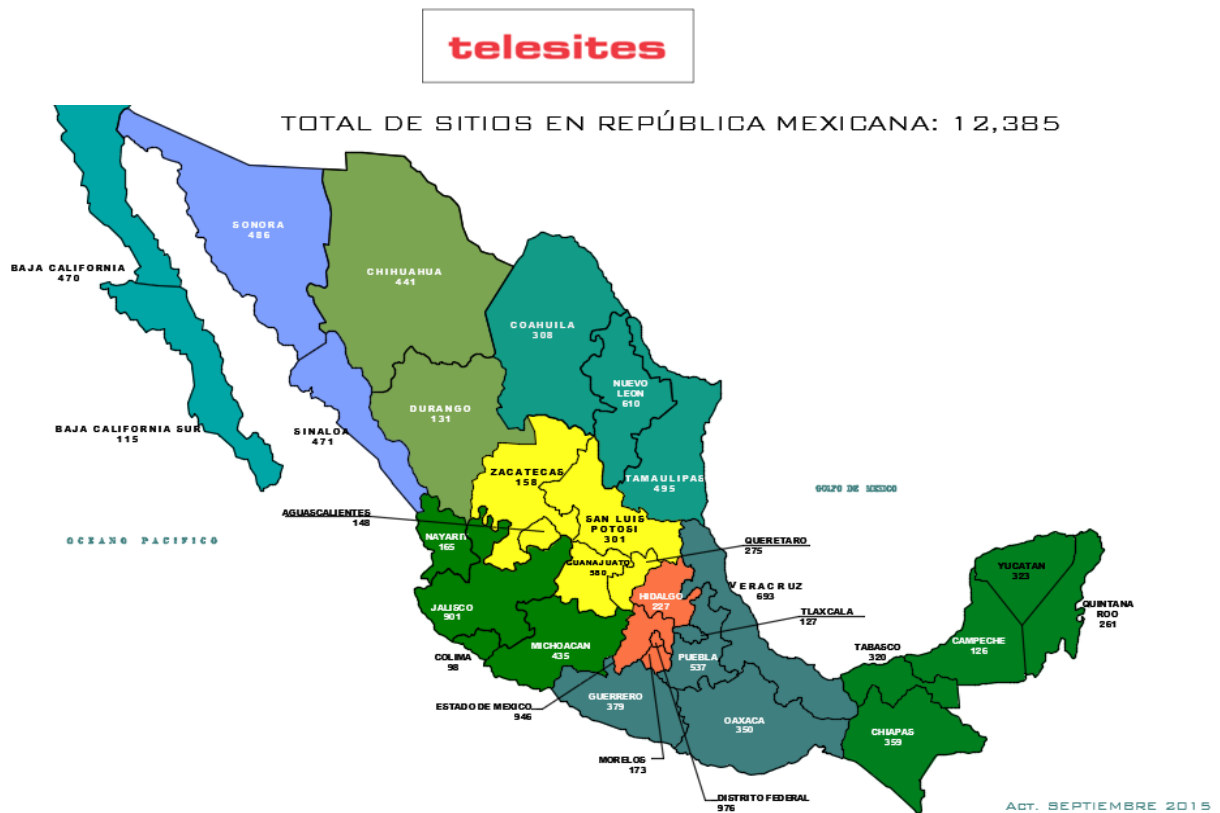 telesites
TOTAL DE SITIOS EN REPÚBLICA MEXICANA: 12,385
SONORA
486
BAJA CALIFORNIA
470
CHIHUAHUA
441
COAHUILA
308
NUEVO
LEON
610
DURANGO
131
BAJA CALIFORNIA SUR
115
SINALOA
471
ZACATECAS
158
TAMAULIPAS
495
GOLFO DE MEXICO
AGUASCALIENTES
148
SAN LUIS
POTOSI
301
OCEANO PACIFICO
NAYARIT
165
QUERETARO
275
GUANAJUATO
580
YUCATAN
323
HIDALGO
227
VERACRUZ
693
JALISCO
901
TLAXCALA
127
QUINTANA
ROO
261
MICHOACAN
435
CAMPECHE
126
TABASCO
320
COLIMA
98
PUEBLA
537
GUERRERO
379
ESTADO DE MEXICO
946
OAXACA
350
CHIAPAS
359
MORELOS
173
DISTRITO FEDERAL
976
ACT. SEPTIEMBRE 2015